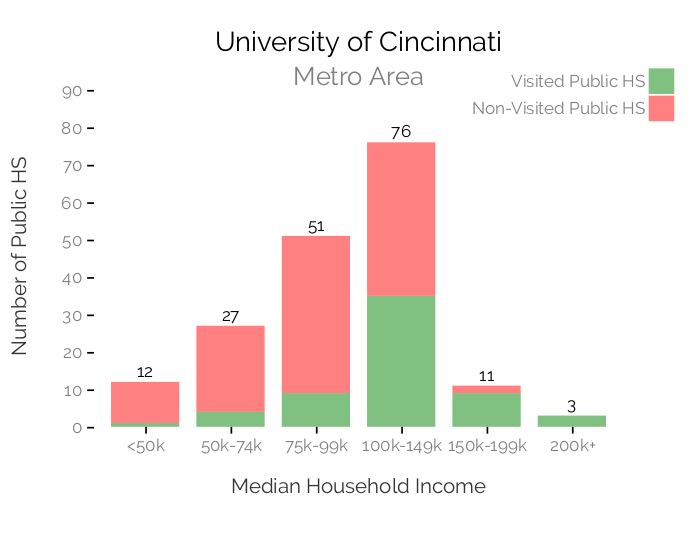 University of Cincinnati
Metro Area
Visited Public HS
Non-Visited Public HS
Number of Public HS
90
80
70
60
50
40
30
20
10
0
12
27
51
76
11
3
<50k
50k-74k
75k-99k
100k-149k
150k-199k
200k+
Median Household Income